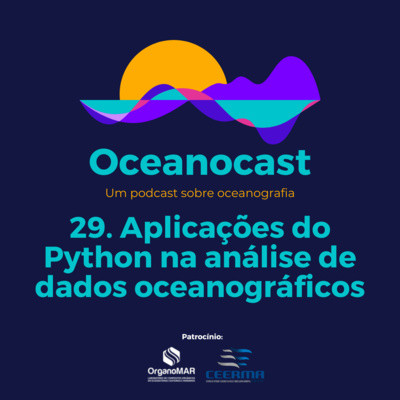 Oceanocast
Um podcast sobre oceanografia
29. Aplicações do
Python na análise de
dados oceanográficos
Patrocínio:
OrganoMAR
CEERMA